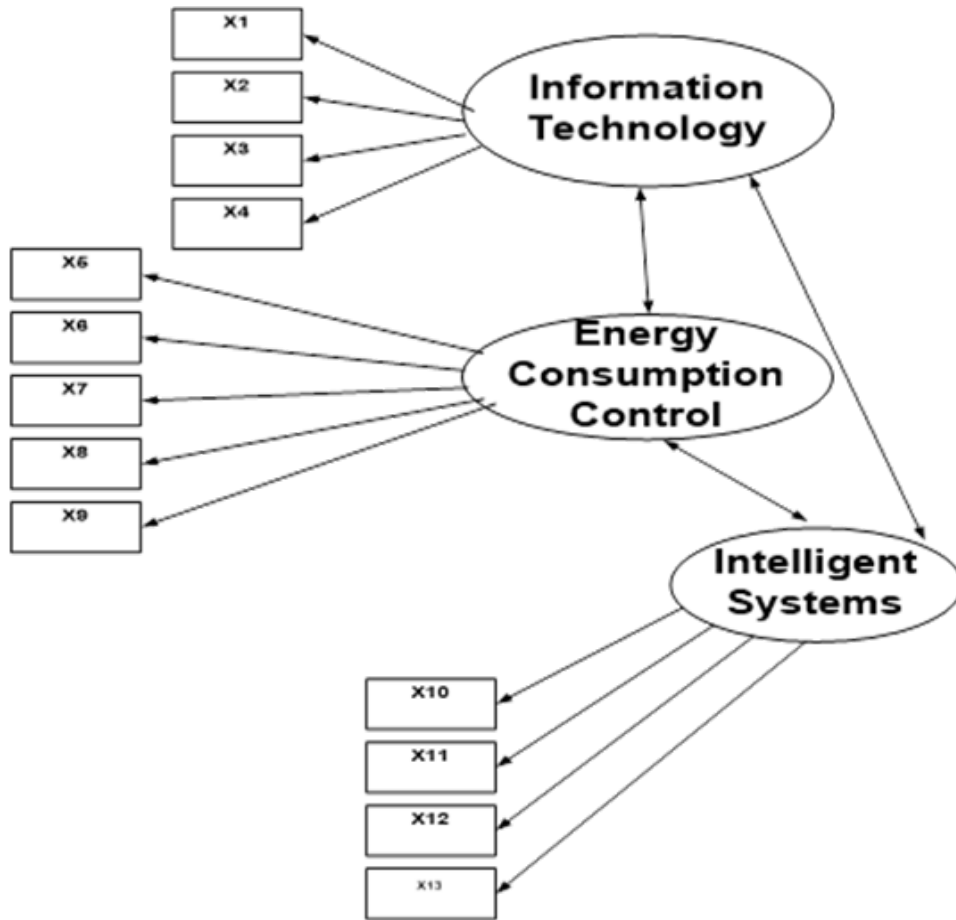 X1
X2
X3
X4
Information
Technology
X5
X6
X7
X8
X9
Energy
Consumption
Control
Intelligent
Systems
X10
X11
X12
X13